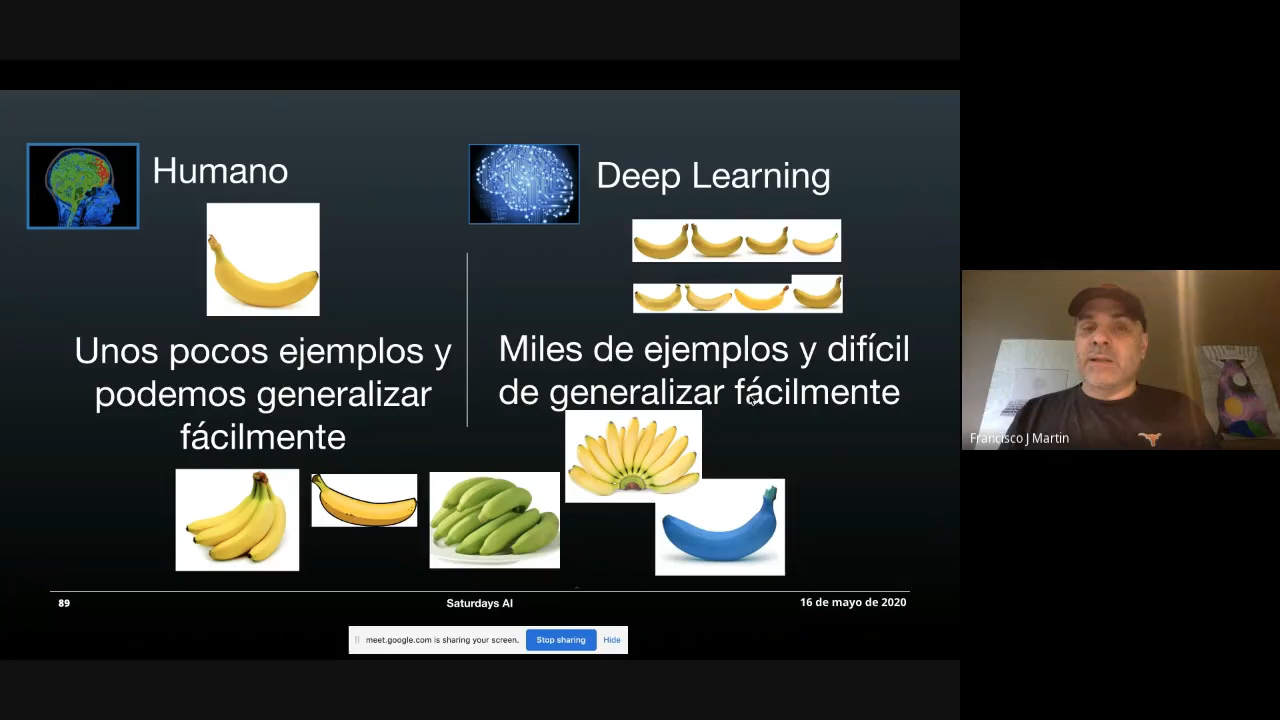 Humano
Deep Learning
Unos pocos ejemplos y
podemos generalizar
fácilmente
Miles de ejemplos y difícil
de generalizar fácilmente
89
Saturdays AI
16 de mayo de 2020
meet.google.com is sharing your screen.
Stop sharing
Hide
Francisco J Martin